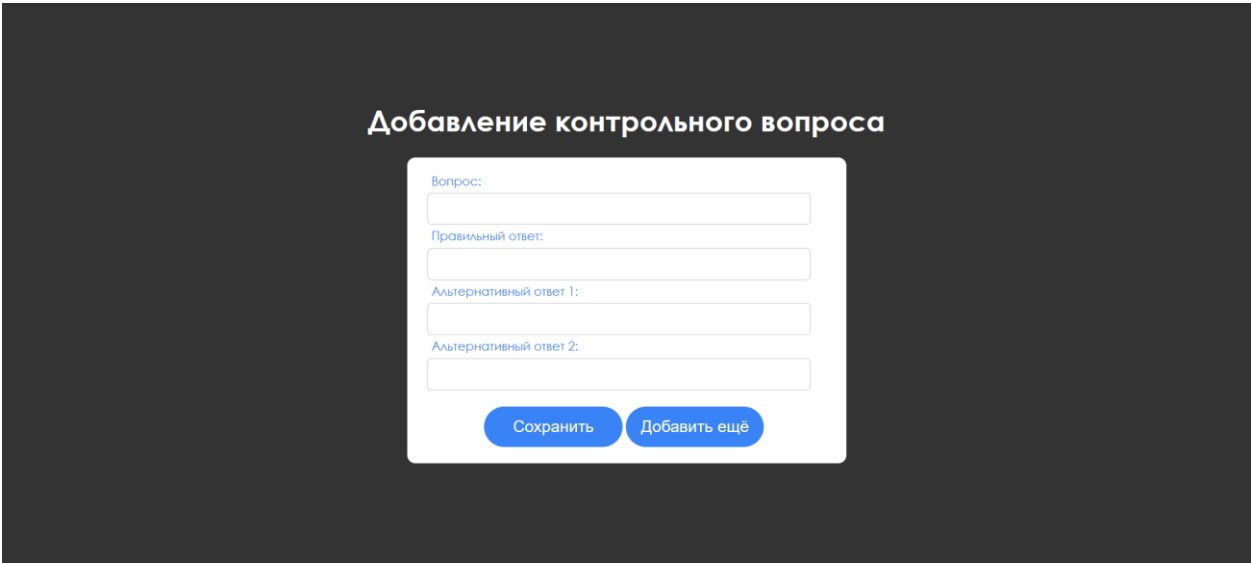 Добавление контрольного вопроса
Вопрос:
Правильный ответ:
Альтернативный ответ 1:
Альтернативный ответ 2:
Сохранить Добавить ещё